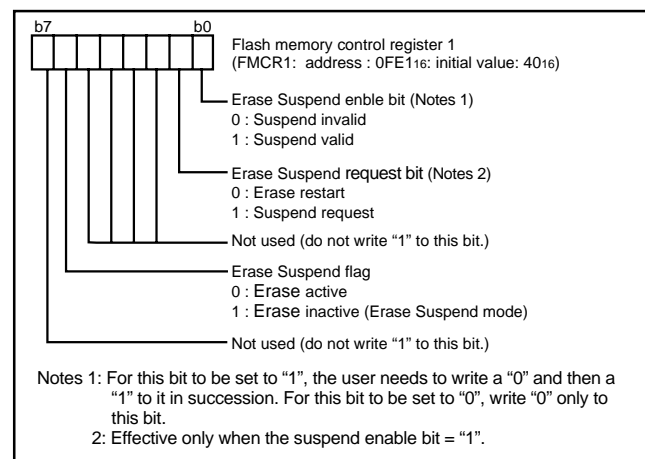 b7 b0
Flash memory control register 1
(FMCR1: address : 0FE116: initial value: 4016)
Erase Suspend enble bit (Notes 1)
0 : Suspend invalid
1 : Suspend valid
Erase Suspend request bit (Notes 2)
0 : Erase restart
1 : Suspend request
Not used (do not write “1” to this bit.)
Erase Suspend flag
0 : Erase active
1 : Erase inactive (Erase Suspend mode)
Not used (do not write “1” to this bit.)
Notes 1: For this bit to be set to “1”, the user needs to write a “0” and then a
“1” to it in succession. For this bit to be set to “0”, write “0” only to
this bit.
2: Effective only when the suspend enable bit = “1”.